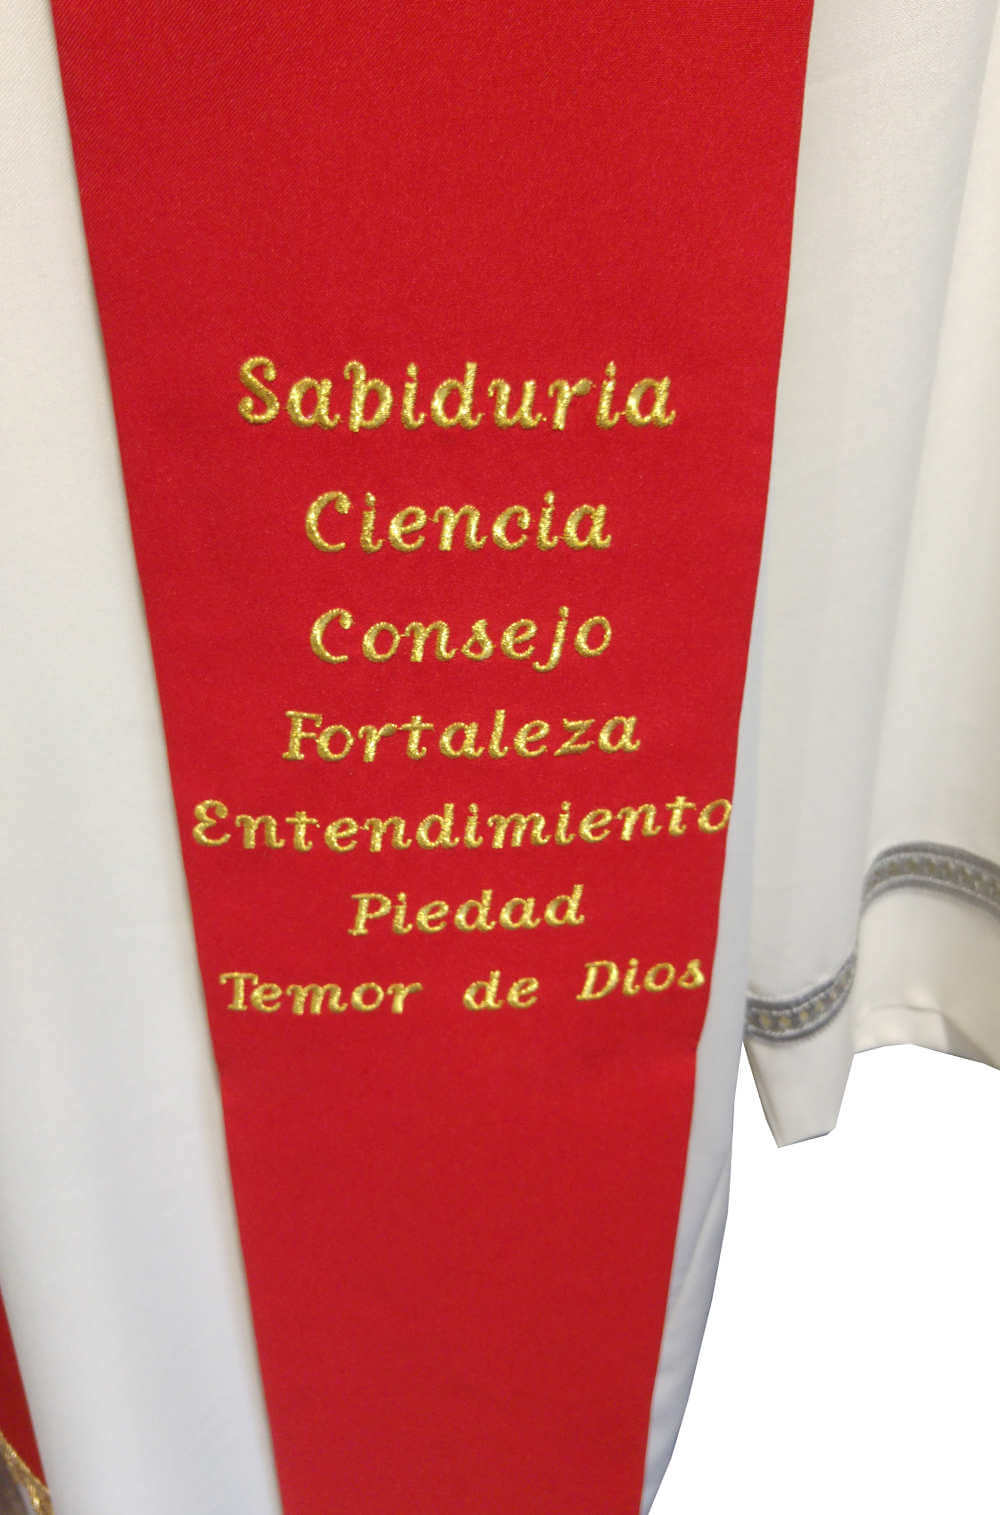 Sabiduria
Ciencia
Consejo
Fortaleza
Entendimiento
Piedad
Temor de Dios